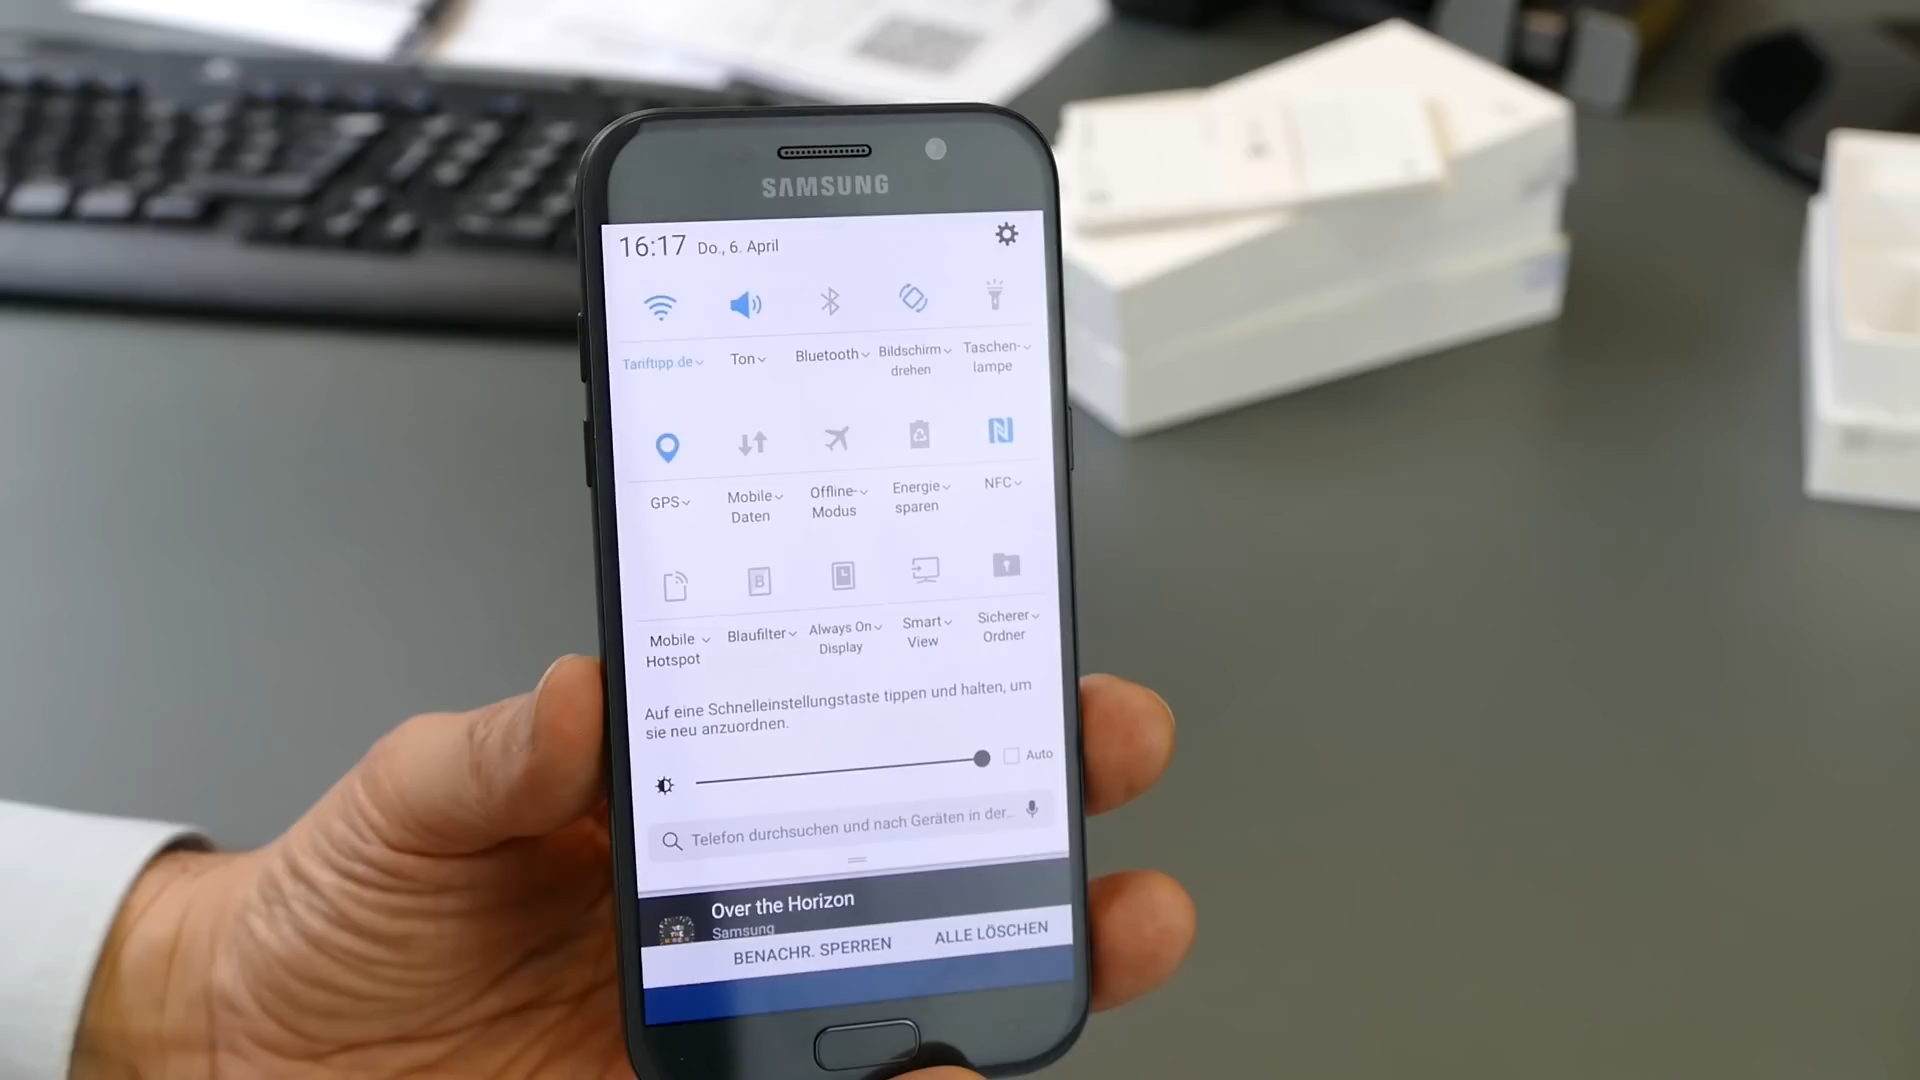 SAMSUNG
16:17 Do., 6. April
Tariftipp.de Ton Bluetooth Bildschirm drehen Taschen-lampe
GPS Mobile Daten Offline-Modus Energie sparen NFC
B
Mobile Hotspot Blaufilter Always On Display Smart View Sicherer Ordner
Auf eine Schnelleinstellungstaste tippen und halten, um
sie neu anzuordnen.
Auto
Telefon durchsuchen und nach Geräten in der...
Over the Horizon
Samsung
BENACHR. SPERREN ALLE LÖSCHEN